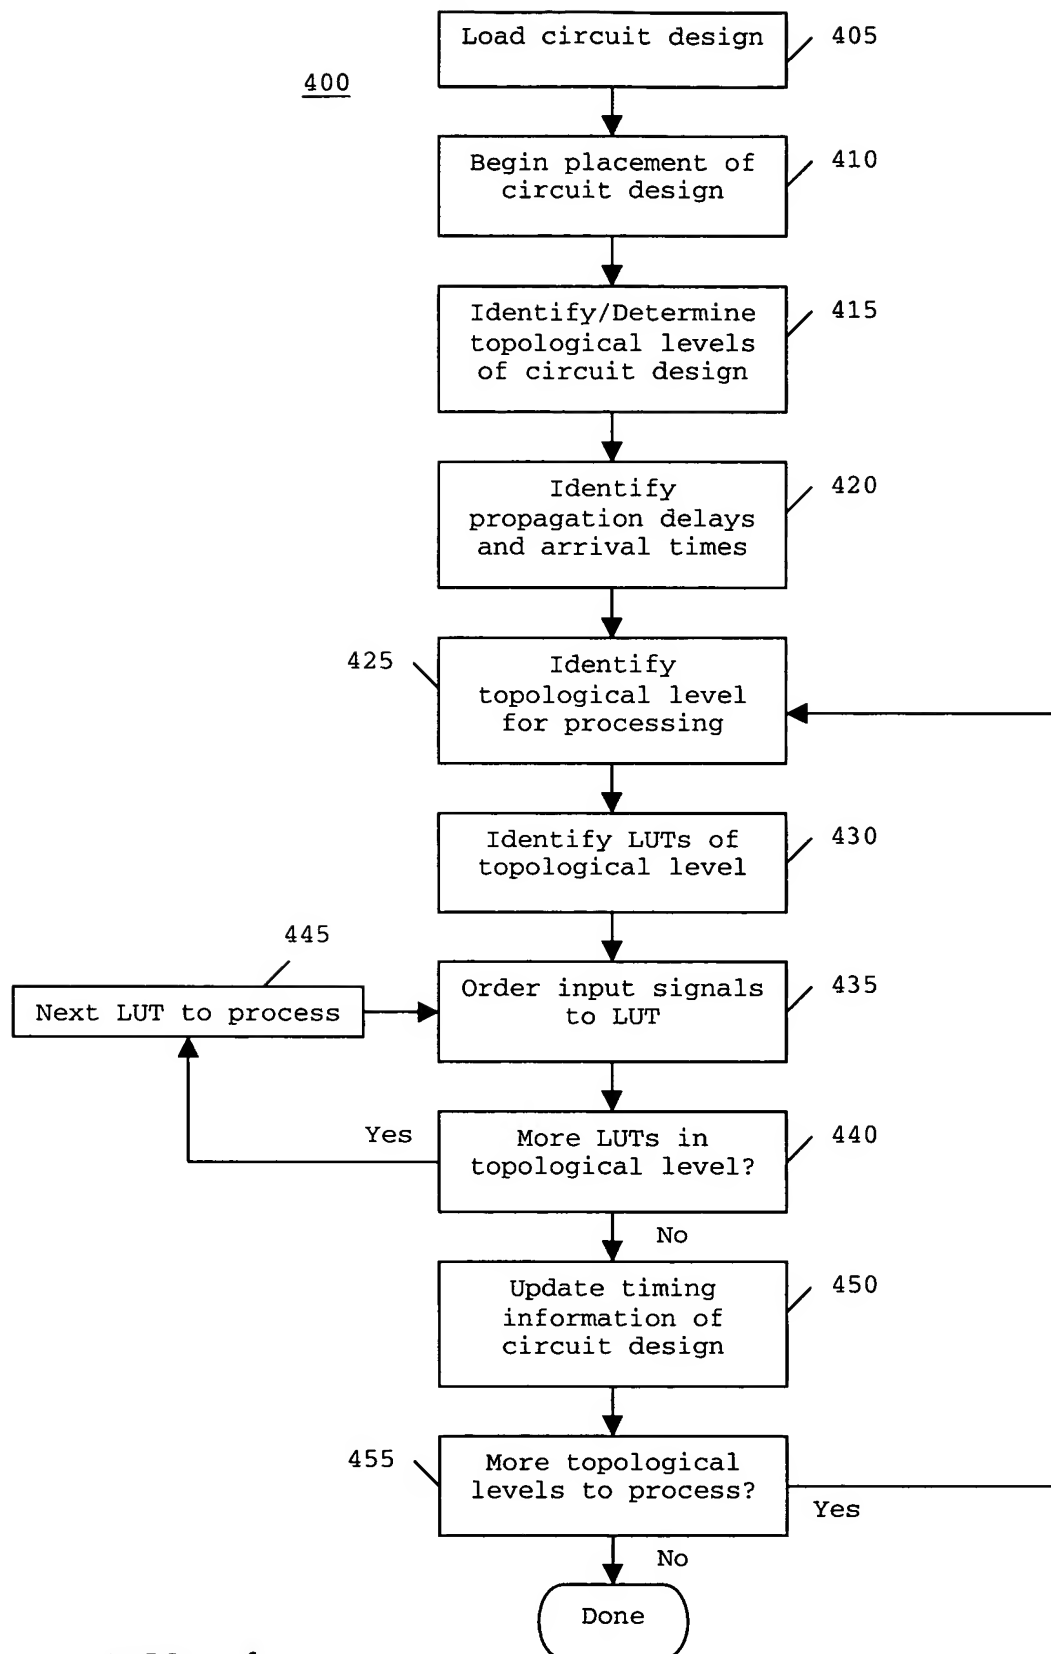 Load circuit design
405
400
Begin placement of
circuit design
410
Identify/Determine
topological levels
of circuit design
415
Identify
propagation delays
and arrival times
420
425
Identify
topological level
for processing
Identify LUTs of
topological level
430
445
Next LUT to process
Order input signals
to LUT
435
Yes
More LUTs in
topological level?
440
No
Update timing
information of
circuit design
450
455
More topological
levels to process?
Yes
No
Done